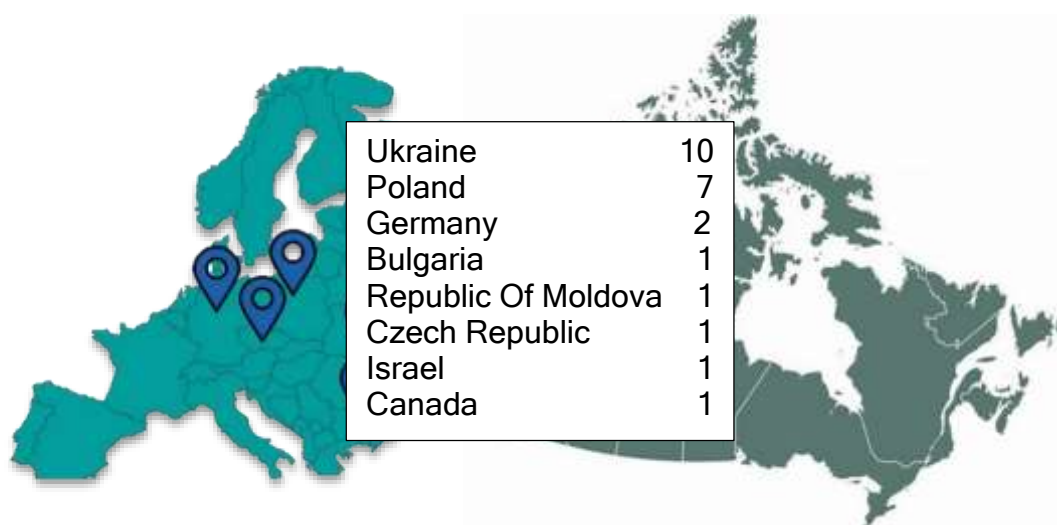 Ukraine 10
Poland 7
Germany 2
Bulgaria 1
Republic Of Moldova 1
Czech Republic 1
Israel 1
Canada 1